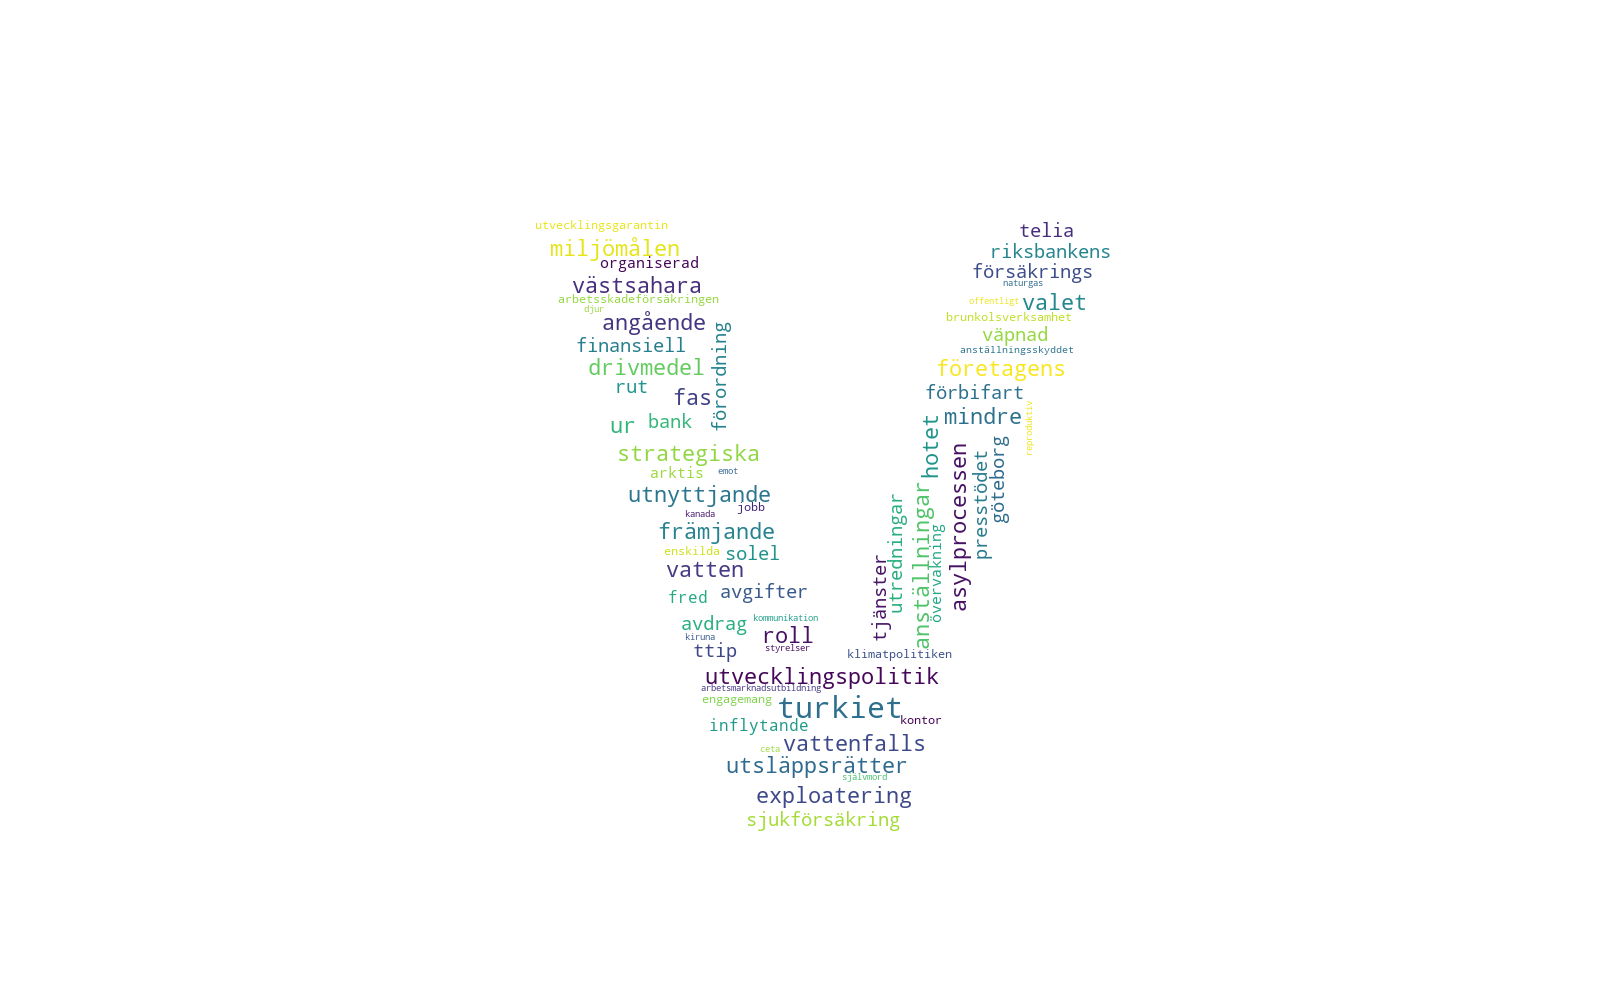 utvecklingsgarantin
telia
miljömålen
riksbankens
organiserad
försäkrings
västsahara
naturgas
arbetsskadeförsäkringen
offentligt
valet
djur
brunkolsverksamhet
angående
väpnad
finansiell
förordning
anställningsskyddet
drivmedel
företagens
rut
förbifart
fas
mindre
reproduktiv
ur
bank
hotet
strategiska
göteborg
arktis
emot
asylprocessen
presstödet
utnyttjande
jobb
kanada
anställningar
utredningar
främjande
övervakning
enskilda
solel
vatten
tjänster
avgifter
fred
avdrag
kommunikation
kiruna
roll
ttip
styrelser
klimatpolitiken
utvecklingspolitik
arbetsmarknadsutbildning
engagemang
turkiet
kontor
inflytande
ceta
vattenfalls
utsläppsrätter
självmord
exploatering
sjukförsäkring